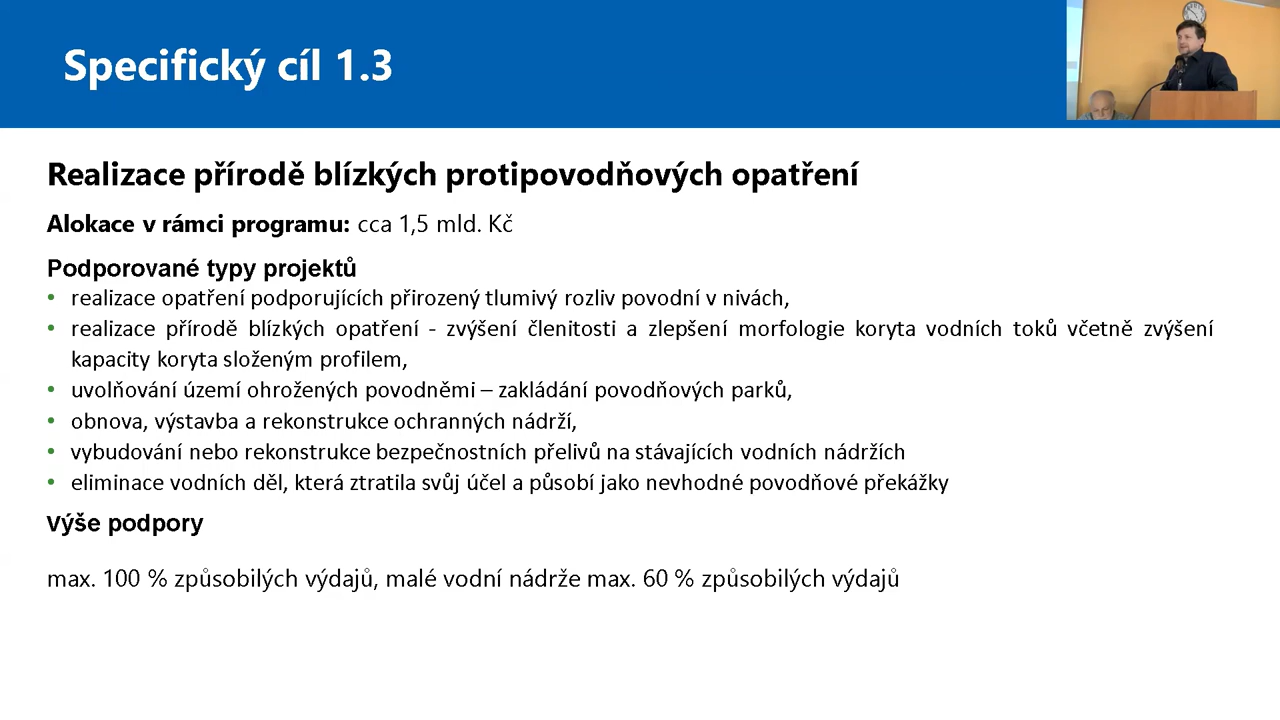 Specifický cíl 1.3
Realizace přírodě blízkých protipovodňových opatření
Alokace v rámci programu: cca 1,5 mld. Kč
Podporované typy projektů
• realizace opatření podporujících přirozený tlumivý rozliv povodní v nivách,
• realizace přírodě blízkých opatření - zvýšení členitosti a zlepšení morfologie koryta vodních toků včetně zvýšení
kapacity koryta složeným profilem,
• uvolňování území ohrožených povodněmi – zakládání povodňových parků,
• obnova, výstavba a rekonstrukce ochranných nádrží,
• vybudování nebo rekonstrukce bezpečnostních přelivů na stávajících vodních nádržích
• eliminace vodních děl, která ztratila svůj účel a působí jako nevhodné povodňové překážky
Výše podpory
max. 100 % způsobilých výdajů, malé vodní nádrže max. 60 % způsobilých výdajů